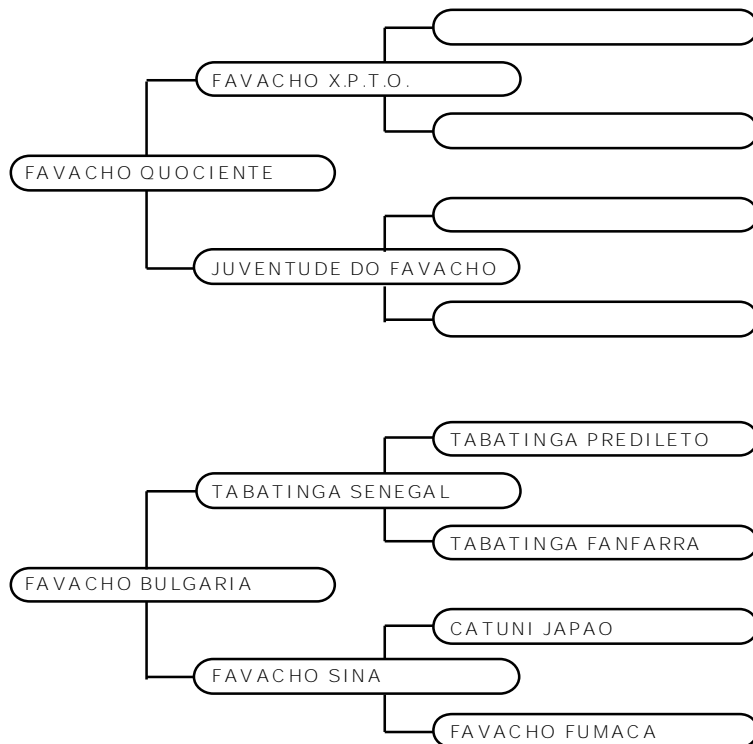 FAVACHO X.P.T.O.
FAVACHO QUOCIENTE
JUVENTUDE DO FAVACHO
TABATINGA PREDILETO
TABATINGA SENEGAL
TABATINGA FANFARRA
FAVACHO BULGARIA
CATUNI JAPAO
FAVACHO SINA
FAVACHO FUMACA